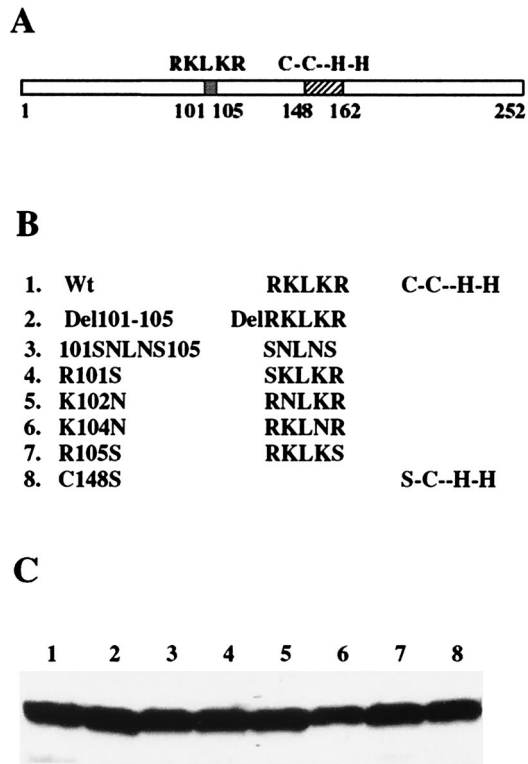 A
RKLKR C-C--H-H
1 101 105 148 162 252
B
1. Wt RKLKR C-C--H-H
2. Del101-105 DelRKLKR
3. 101SNLNS105 SNLNS
4. R101S SKLKR
5. K102N RNLKR
6. K104N RKLNR
7. R105S RKLKS
8. C148S S-C--H-H
C
1 2 3 4 5 6 7 8